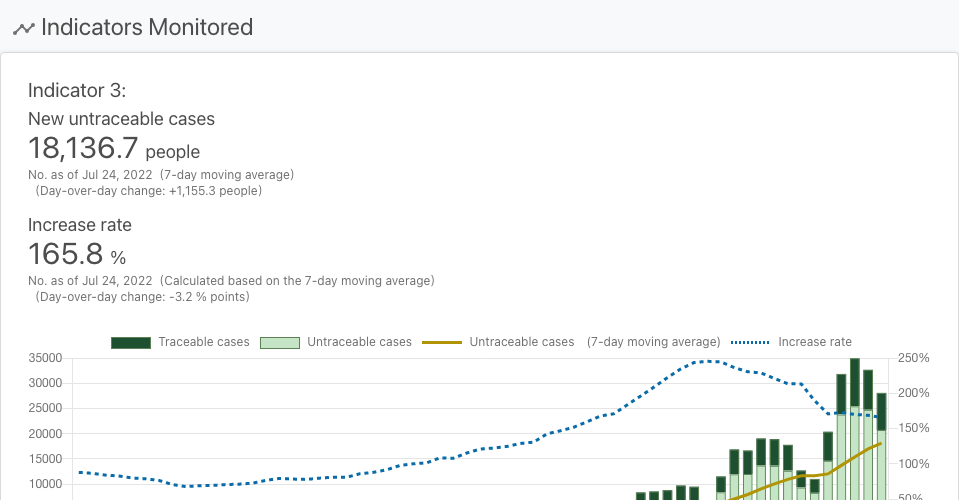 Indicators Monitored
Indicator 3:
New untraceable cases
18,136.7 people
No. as of Jul 24, 2022 (7-day moving average)
(Day-over-day change: +1,155.3 people)
Increase rate
165.8 %
No. as of Jul 24, 2022 (Calculated based on the 7-day moving average)
(Day-over-day change: -3.2 % points)
Traceable cases Untraceable cases Untraceable cases (7-day moving average) Increase rate
35000 250%
30000
200%
25000
20000 150%
15000
100%
10000
50%